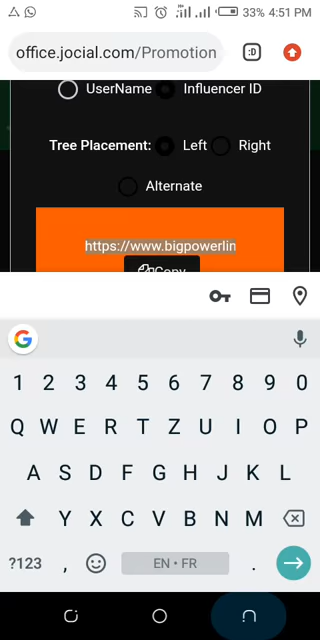 33% 4:51 PM
office.jocial.com/Promotion :D
UserName Influencer ID
Tree Placement: Left Right
Alternate
https://www.bigpowerlin
Copy
1 2 3 4 5 6 7 8 9 0
Q W E R T Z U I O P
A S D F G H J K L
Y X C V B N M
?123 , EN • FR .